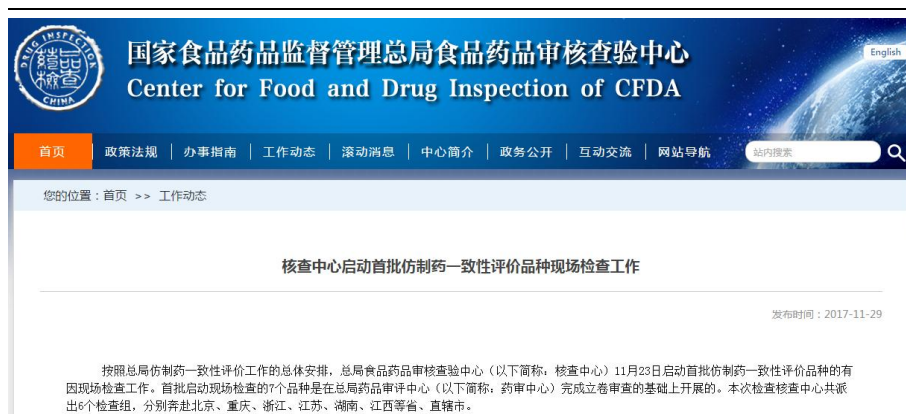 DRUG INSPECTION
CHINA
国家食品药品监督管理总局食品药品审核查验中心
Center for Food and Drug Inspection of CFDA
English
首页 政策法规 办事指南 工作动态 滚动消息 中心简介 政务公开 互动交流 网站导航 站内搜索
您的位置：首页 >> 工作动态
核查中心启动首批仿制药一致性评价品种现场检查工作
发布时间：2017-11-29
按照总局仿制药一致性评价工作的总体安排，总局食品药品审核查验中心（以下简称：核查中心）11月23日启动首批仿制药一致性评价品种的有
因现场检查工作。首批启动现场检查的7个品种是在总局药品审评中心（以下简称：药审中心）完成立卷审查的基础上开展的。本次检查核查中心共派
出6个检查组，分别奔赴北京、重庆、浙江、江苏、湖南、江西等省、直辖市。